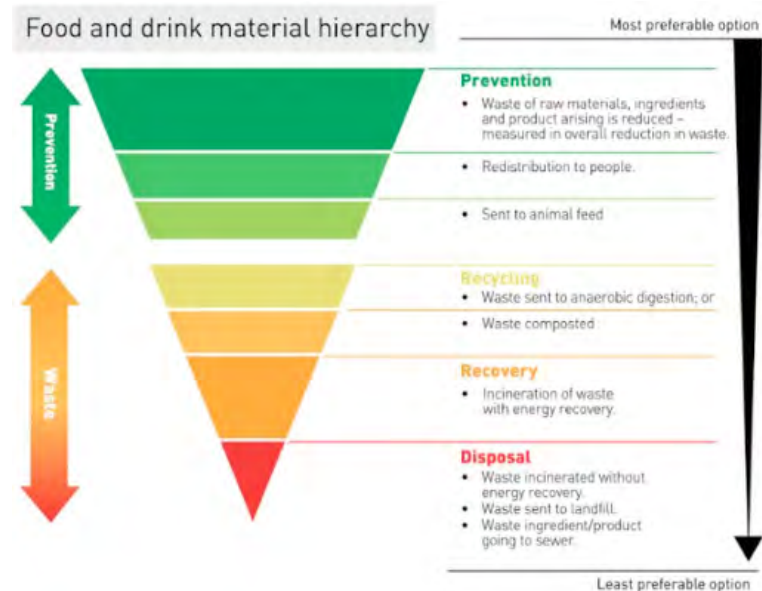 Food and drink material hierarchy
Most preferable option
Prevention
Prevention
• Waste of raw materials, ingredients
and product arising is reduced –
measured in overall reduction in waste.
• Redistribution to people.
• Sent to animal feed
Recycling
• Waste sent to anaerobic digestion; or
• Waste composted
Waste
Recovery
• Incineration of waste
with energy recovery.
Disposal
• Waste incinerated without
energy recovery.
• Waste sent to landfill.
• Waste ingredient/product
going to sewer.
Least preferable option